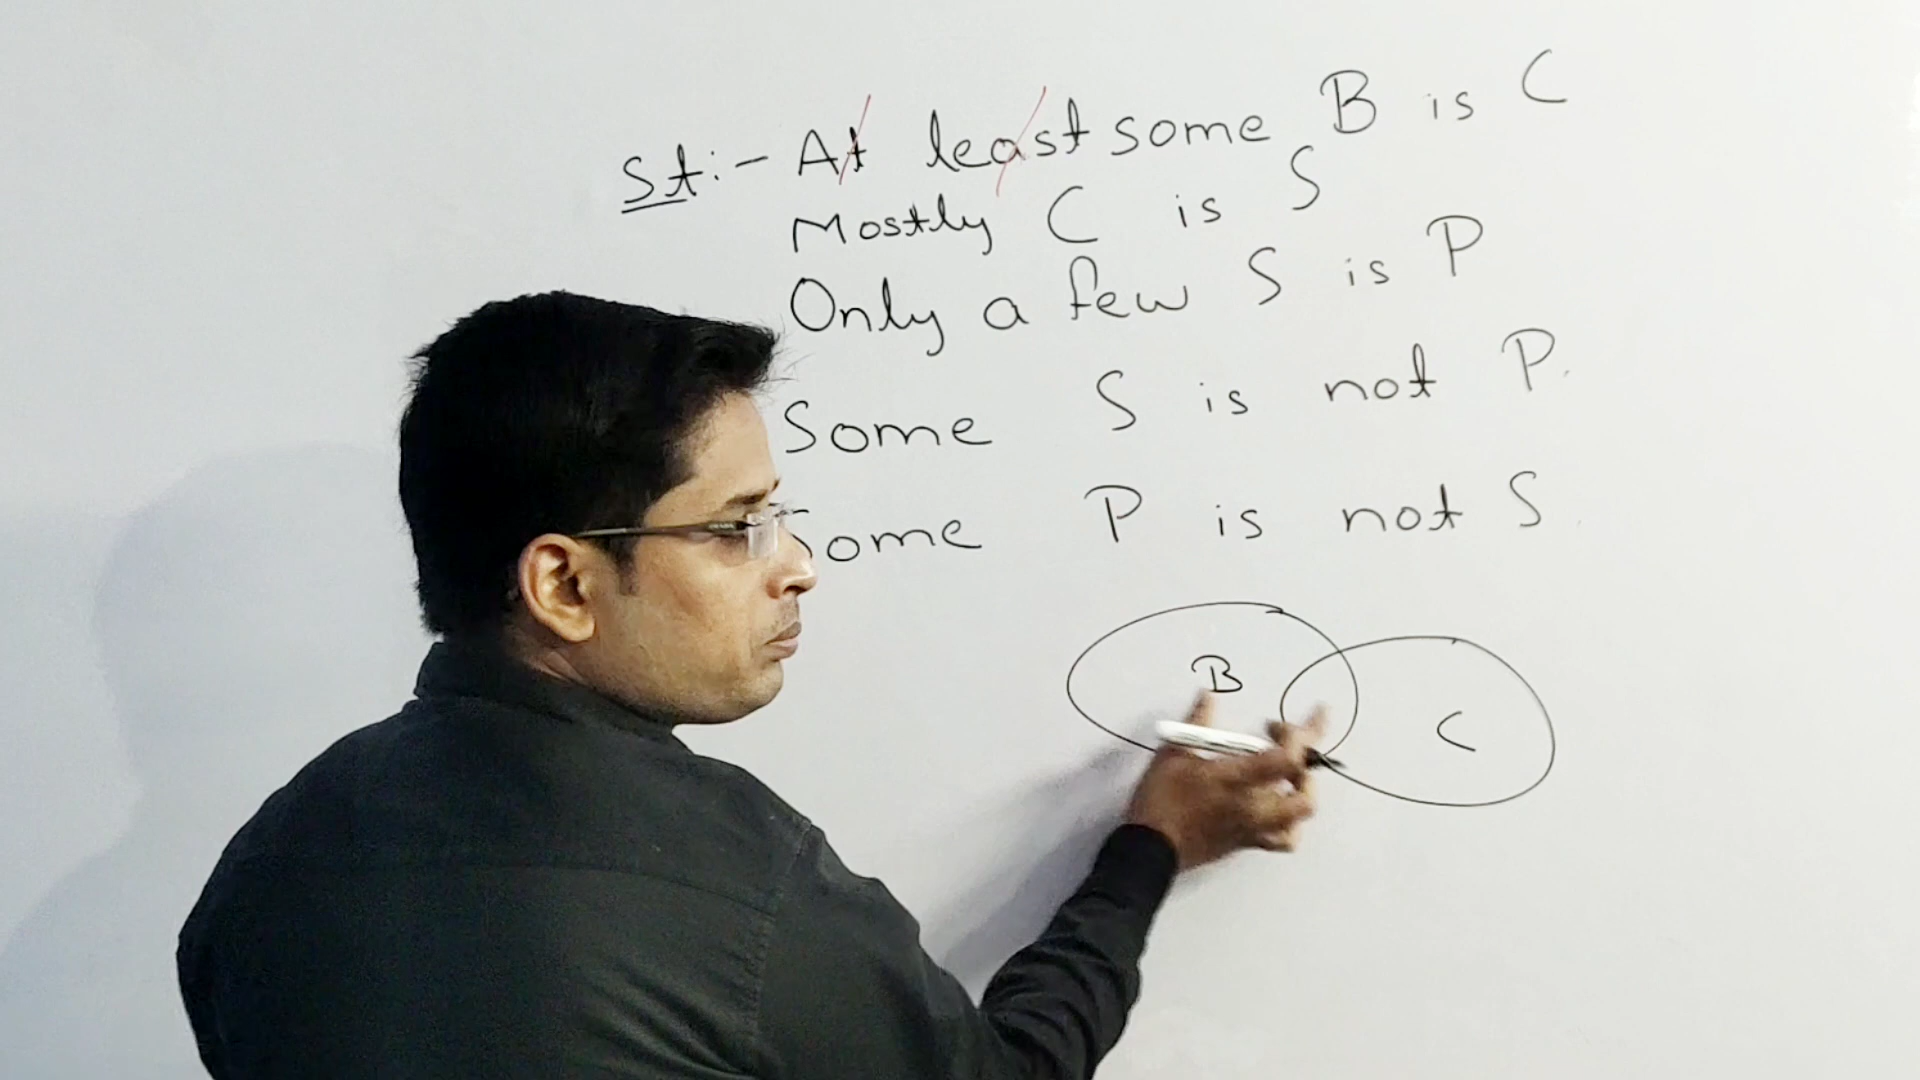 St:- At least some B is C
Mostly C is S
Only a few S is P
Some S is not P.
Some P is not S
B
C